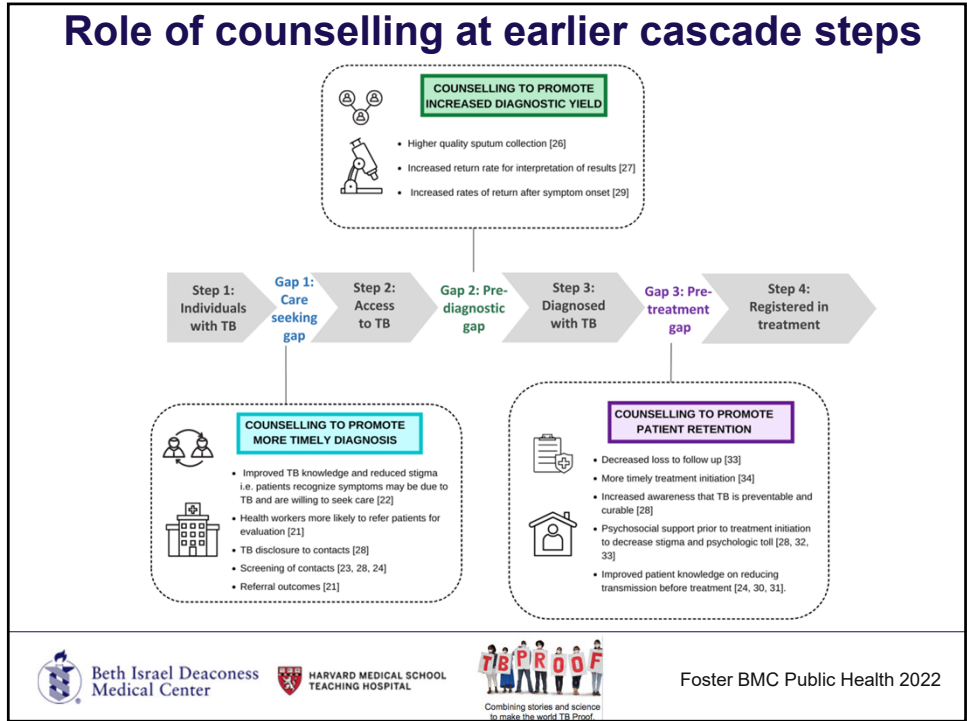 Role of counselling at earlier cascade steps
COUNSELLING TO PROMOTE
INCREASED DIAGNOSTIC YIELD
• Higher quality sputum collection [26]
• Increased return rate for interpretation of results [27]
• Increased rates of return after symptom onset [29]
Step 1:
Individuals
with TB
Gap 1:
Care
seeking
gap
Step 2:
Access
to TB
Gap 2: Pre-
diagnostic
gap
Step 3:
Diagnosed
with TB
Gap 3: Pre-
treatment
gap
Step 4:
Registered in
treatment
COUNSELLING TO PROMOTE
MORE TIMELY DIAGNOSIS
• Improved TB knowledge and reduced stigma
i.e. patients recognize symptoms may be due to
TB and are willing to seek care [22]
• Health workers more likely to refer patients for
evaluation [21]
• TB disclosure to contacts [28]
• Screening of contacts [23, 28, 24]
• Referral outcomes [21]
COUNSELLING TO PROMOTE
PATIENT RETENTION
• Decreased loss to follow up [33]
• More timely treatment initiation [34]
• Increased awareness that TB is preventable and
curable [28]
• Psychosocial support prior to treatment initiation
to decrease stigma and psychologic toll [28, 32,
33]
• Improved patient knowledge on reducing
transmission before treatment [24, 30, 31].
Beth Israel Deaconess
Medical Center
HARVARD MEDICAL SCHOOL
TEACHING HOSPITAL
TB PROOF
Combining stories and science
to make the world TB Proof.
Foster BMC Public Health 2022